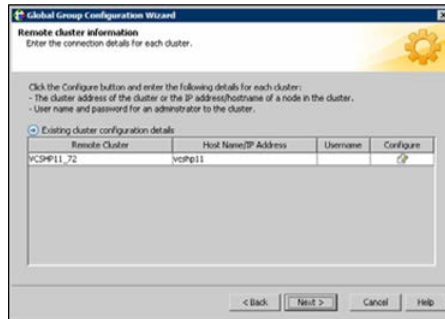 Global Group Configuration Wizard
Remote cluster information
Enter the connection details for each cluster.
Click the Configure button and enter the following details for each cluster:
- The cluster address of the cluster or the IP address/hostname of a node in the cluster.
- User name and password for an administrator to the cluster.
Existing cluster configuration details
Remote Cluster Host Name/IP Address Username Configure
VCSHP11_72 vcshp11
< Back Next > Cancel Help